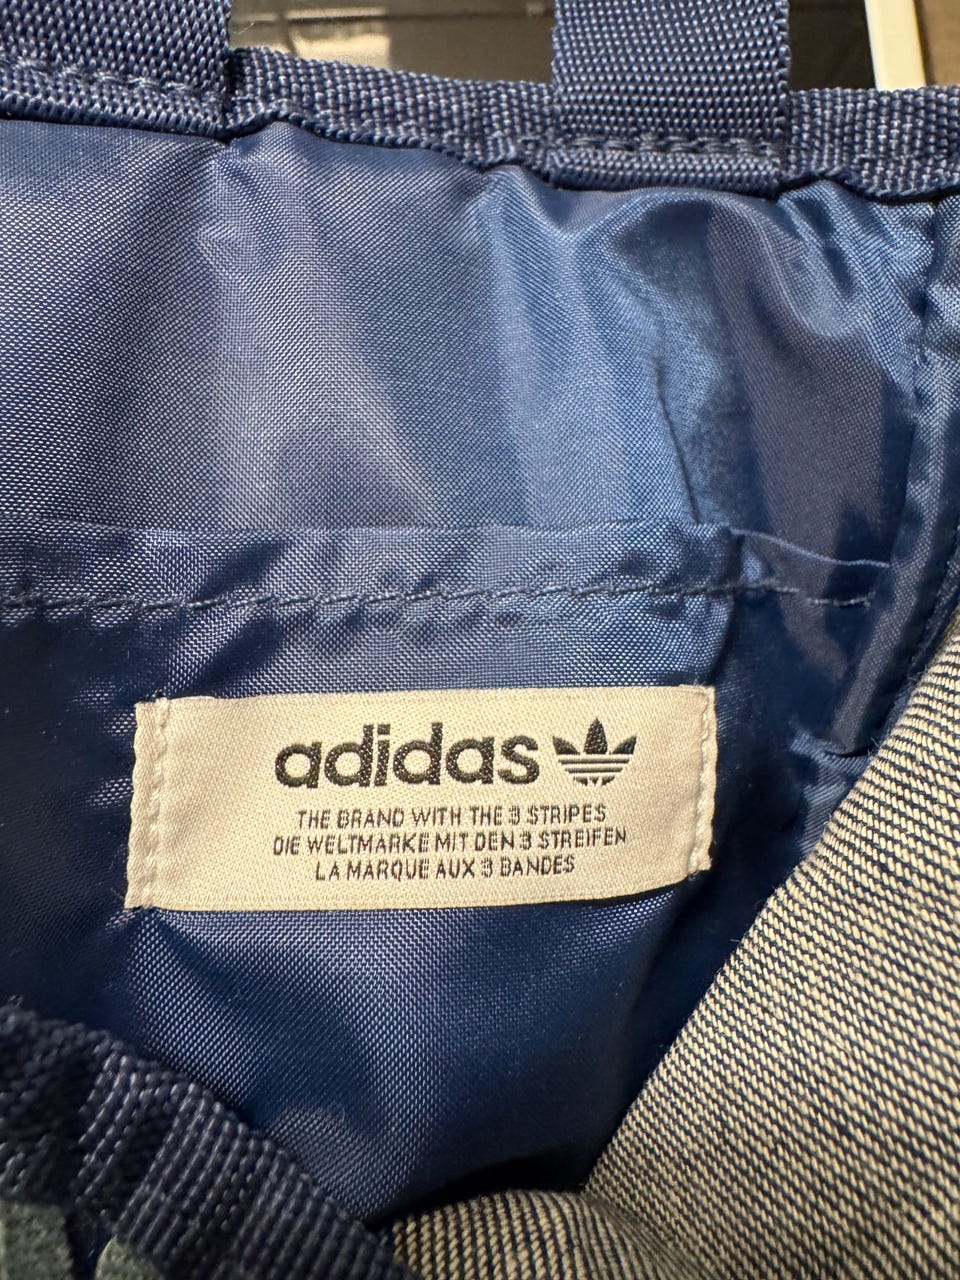 adidas
THE BRAND WITH THE 3 STRIPES
DIE WELTMARKE MIT DEN 3 STREIFEN
LA MARQUE AUX 3 BANDES